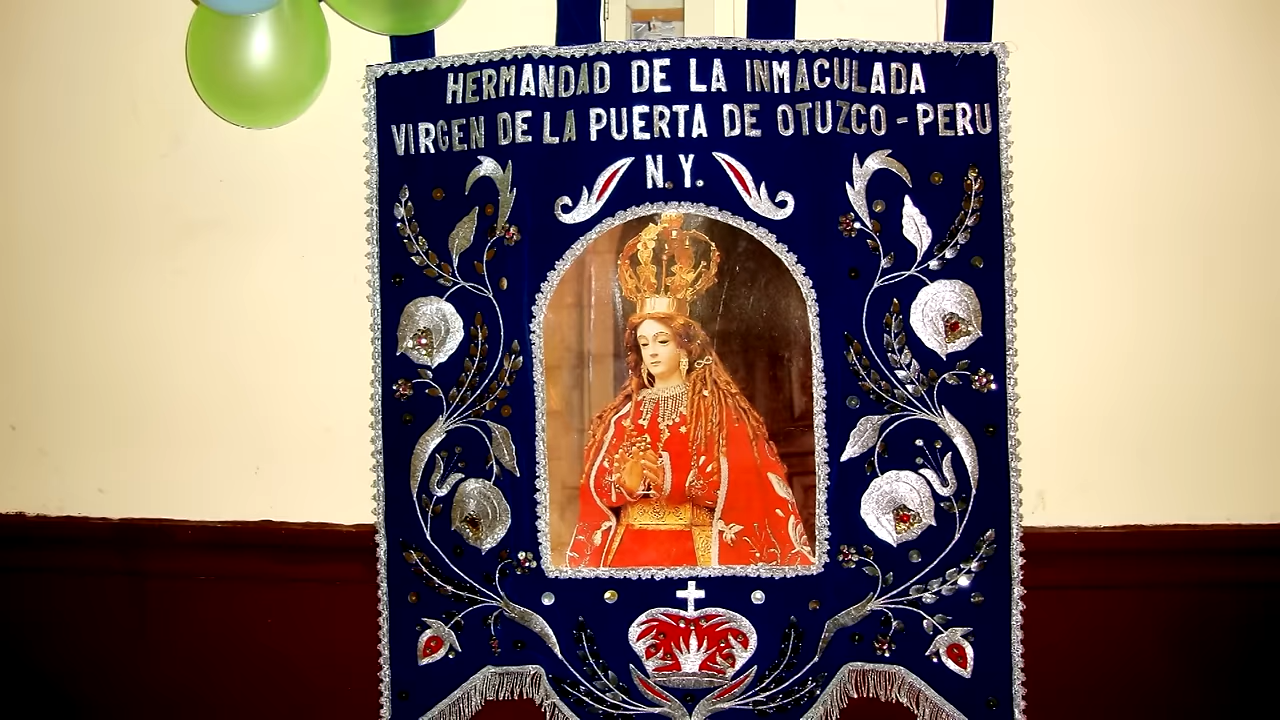 HERMANDAD DE LA INMACULADA
VIRGEN DE LA PUERTA DE OTUZCO - PERU
N.Y.